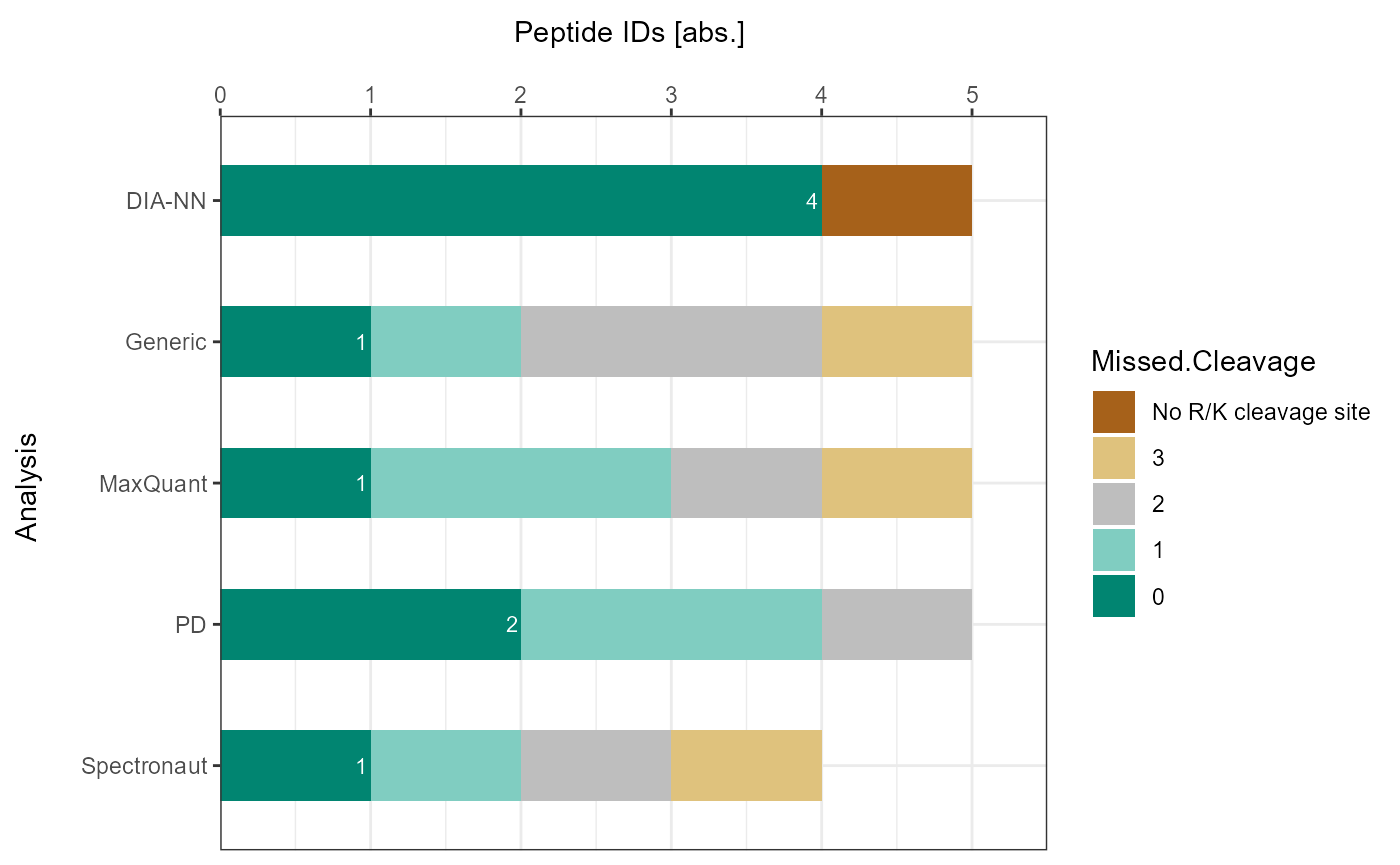 Peptide IDs [abs.]
0 1 2 3 4 5
DIA-NN 4
Generic 1
MaxQuant 1
PD 2
Spectronaut 1
Analysis
Missed.Cleavage
No R/K cleavage site
3
2
1
0